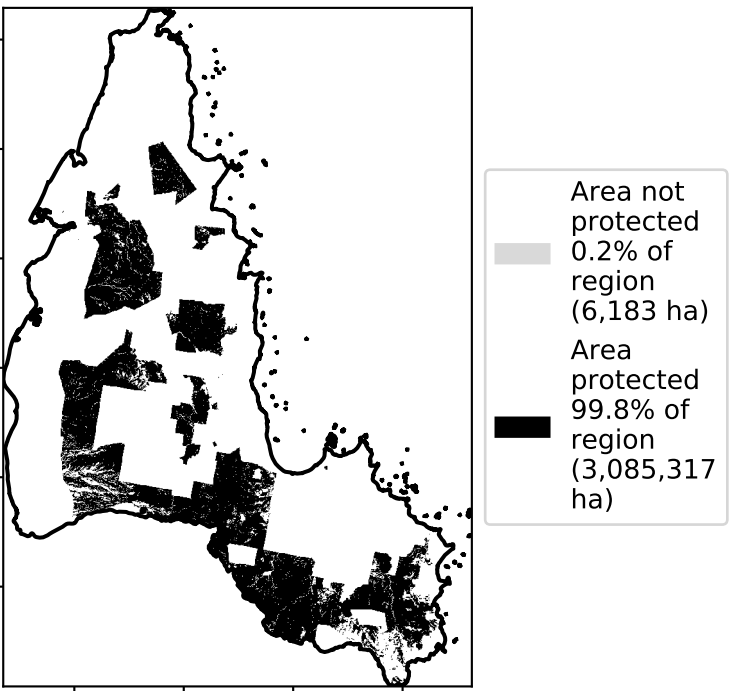 Area not
protected
0.2% of
region
(6,183 ha)
Area
protected
99.8% of
region
(3,085,317
ha)